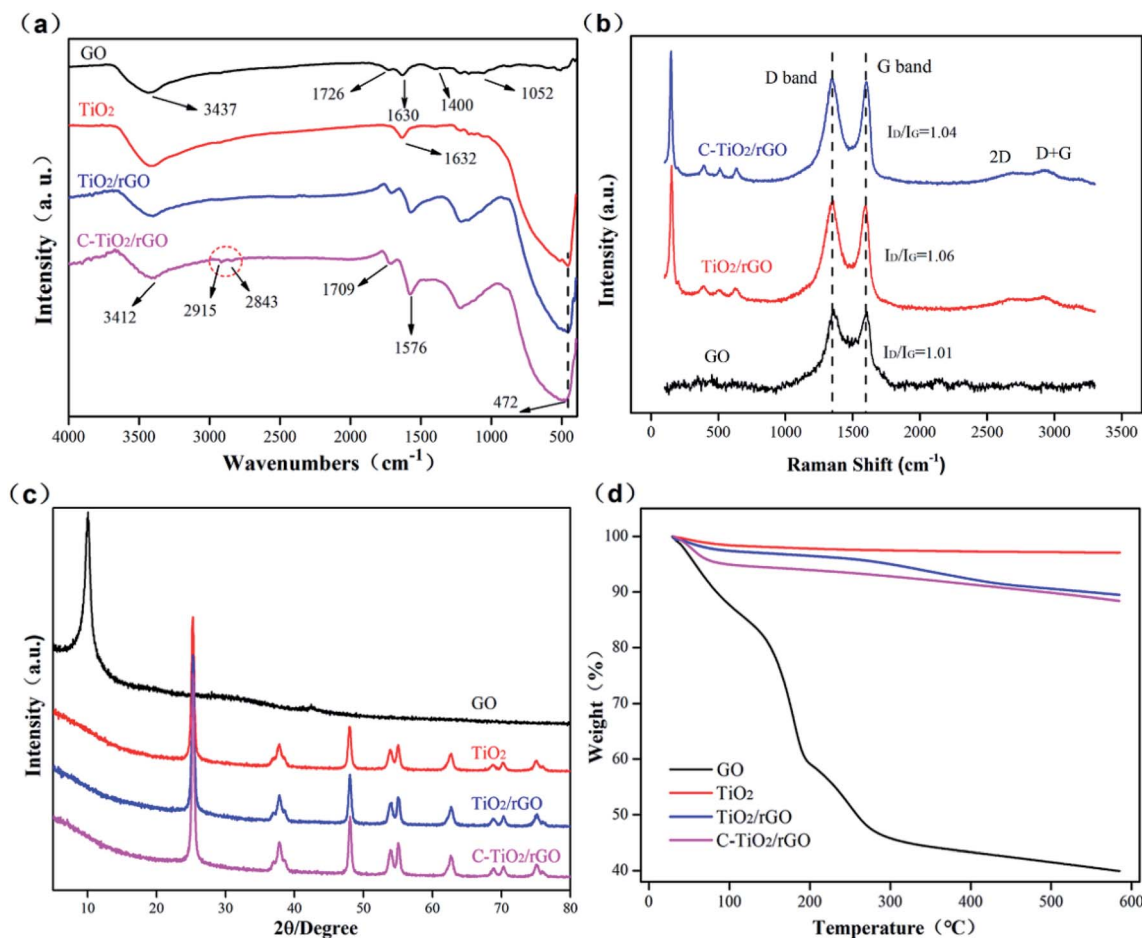 (a)
GO
3437
1726
1630
1400
1052
TiO2
1632
TiO2/rGO
C-TiO2/rGO
3412
2915
2843
1709
1576
472
Intensity (a. u.)
4000 3500 3000 2500 2000 1500 1000 500
Wavenumbers (cm-1)
(b)
D band
G band
ID/IG=1.04
C-TiO2/rGO
2D
D+G
TiO2/rGO
ID/IG=1.06
GO
ID/IG=1.01
Intensity (a.u.)
0 500 1000 1500 2000 2500 3000 3500
Raman Shift (cm-1)
(c)
GO
TiO2
TiO2/rGO
C-TiO2/rGO
Intensity (a.u.)
10 20 30 40 50 60 70 80
2θ/Degree
(d)
100
90
80
70
60
50
40
Weight (%)
GO
TiO2
TiO2/rGO
C-TiO2/rGO
0 100 200 300 400 500 600
Temperature (°C)